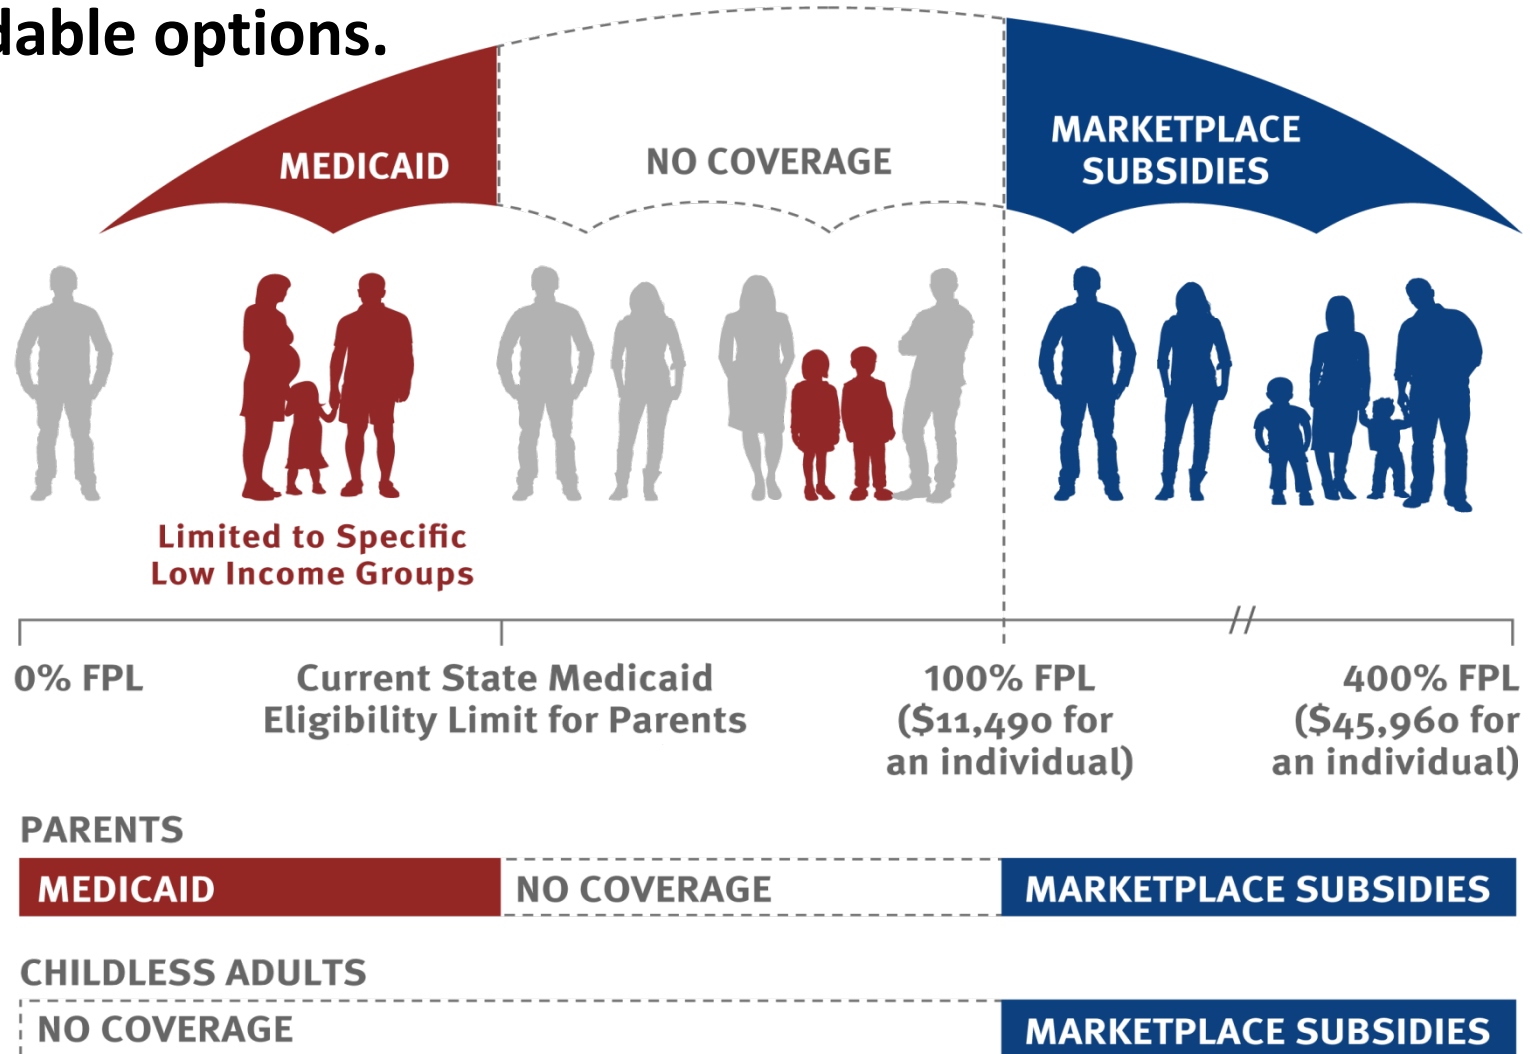 dable options.
MEDICAID
NO COVERAGE
MARKETPLACE
SUBSIDIES
Limited to Specific
Low Income Groups
0% FPL
Current State Medicaid
Eligibility Limit for Parents
100% FPL
($11,490 for
an individual)
400% FPL
($45,960 for
an individual)
PARENTS
MEDICAID
NO COVERAGE
MARKETPLACE SUBSIDIES
CHILDLESS ADULTS
NO COVERAGE
MARKETPLACE SUBSIDIES